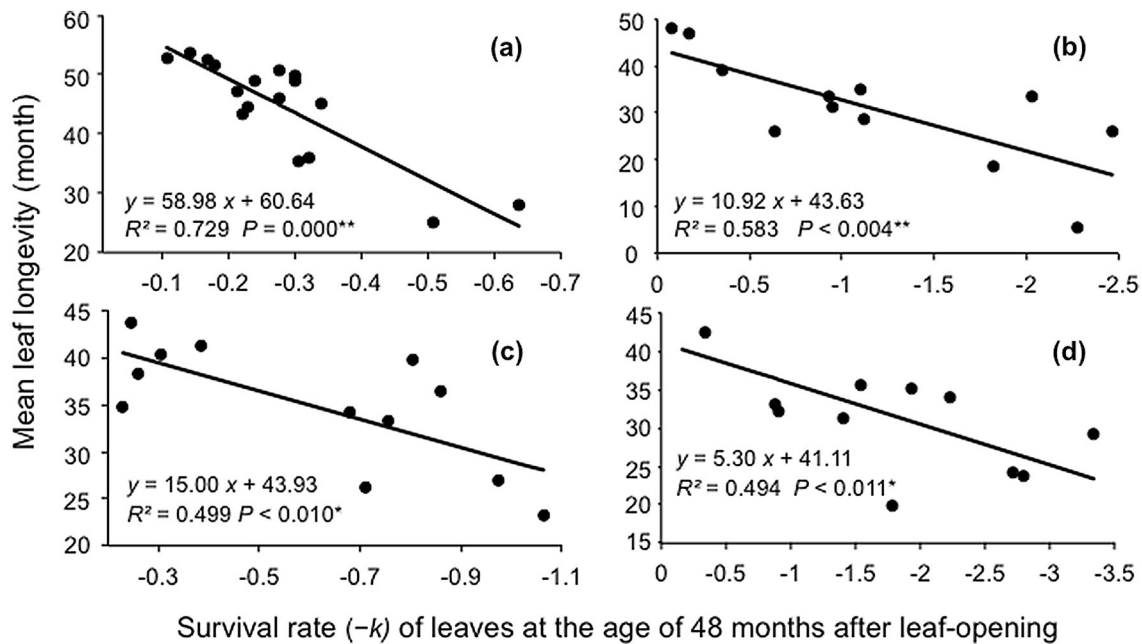 Mean leaf longevity (month)
(a)
60
50
40
30
20
y = 58.98 x + 60.64
R² = 0.729 P = 0.000**
-0.1 -0.2 -0.3 -0.4 -0.5 -0.6 -0.7
(b)
50
40
30
20
10
0
y = 10.92 x + 43.63
R² = 0.583 P < 0.004**
0 -0.5 -1 -1.5 -2 -2.5
(c)
45
40
35
30
25
20
y = 15.00 x + 43.93
R² = 0.499 P < 0.010*
-0.3 -0.5 -0.7 -0.9 -1.1
(d)
45
40
35
30
25
20
15
y = 5.30 x + 41.11
R² = 0.494 P < 0.011*
0 -0.5 -1 -1.5 -2 -2.5 -3 -3.5
Survival rate (−k) of leaves at the age of 48 months after leaf-opening